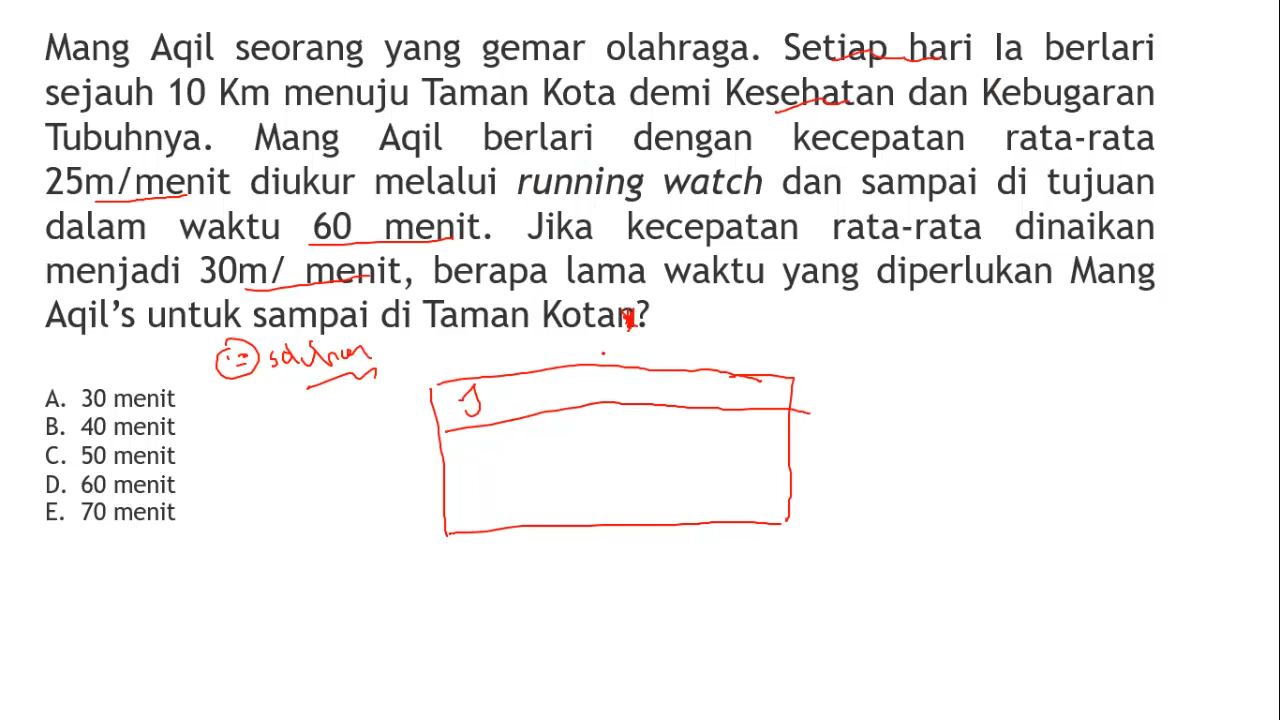 Mang Aqil seorang yang gemar olahraga. Setiap hari Ia berlari
sejauh 10 Km menuju Taman Kota demi Kesehatan dan Kebugaran
Tubuhnya. Mang Aqil berlari dengan kecepatan rata-rata
25m/menit diukur melalui running watch dan sampai di tujuan
dalam waktu 60 menit. Jika kecepatan rata-rata dinaikan
menjadi 30m/ menit, berapa lama waktu yang diperlukan Mang
Aqil’s untuk sampai di Taman Kotan?
A. 30 menit
B. 40 menit
C. 50 menit
D. 60 menit
E. 70 menit